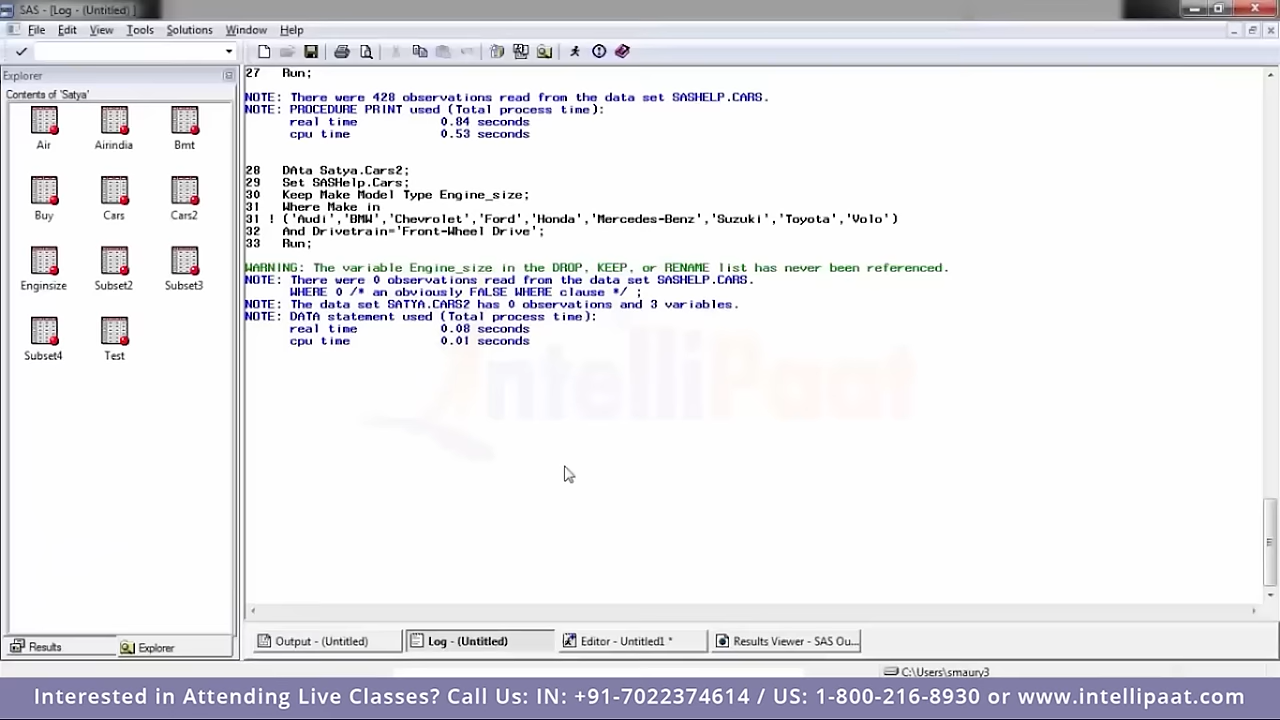 SAS - [Log - (Untitled)]
File Edit View Tools Solutions Window Help
Explorer
Contents of 'Satya'
Air Airindia Bmt
Buy Cars Cars2
Enginsize Subset2 Subset3
Subset4 Test
27 Run;
NOTE: There were 428 observations read from the data set SASHELP.CARS.
NOTE: PROCEDURE PRINT used (Total process time):
real time 0.84 seconds
cpu time 0.53 seconds
28 DAta Satya.Cars2;
29 Set SASHelp.Cars;
30 Keep Make Model Type Engine_size;
31 Where Make in
31 ! ('Audi','BMW','Chevrolet','Ford','Honda','Mercedes-Benz','Suzuki','Toyota','Volo')
32 And Drivetrain='Front-Wheel Drive';
33 Run;
WARNING: The variable Engine_size in the DROP, KEEP, or RENAME list has never been referenced.
NOTE: There were 0 observations read from the data set SASHELP.CARS.
WHERE 0 /* an obviously FALSE WHERE clause */ ;
NOTE: The data set SATYA.CARS2 has 0 observations and 3 variables.
NOTE: DATA statement used (Total process time):
real time 0.08 seconds
cpu time 0.01 seconds
IntelliPaat
Results Explorer
Output - (Untitled) Log - (Untitled) Editor - Untitled1 * Results Viewer - SAS Ou...
C:\Users\smaury3
Interested in Attending Live Classes? Call Us: IN: +91-7022374614 / US: 1-800-216-8930 or www.intellipaat.com